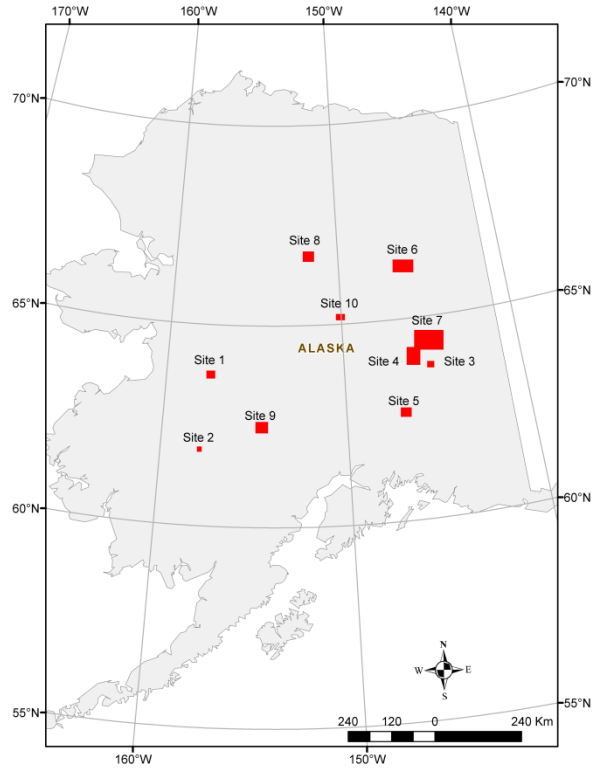 170°W 160°W 150°W 140°W
70°N 70°N
Site 8 Site 6
65°N 65°N
Site 10
Site 7
ALASKA
Site 1 Site 4 Site 3
Site 5
Site 9
Site 2
60°N 60°N
N
W E
S
55°N 55°N
240 120 0 240 Km
160°W 150°W